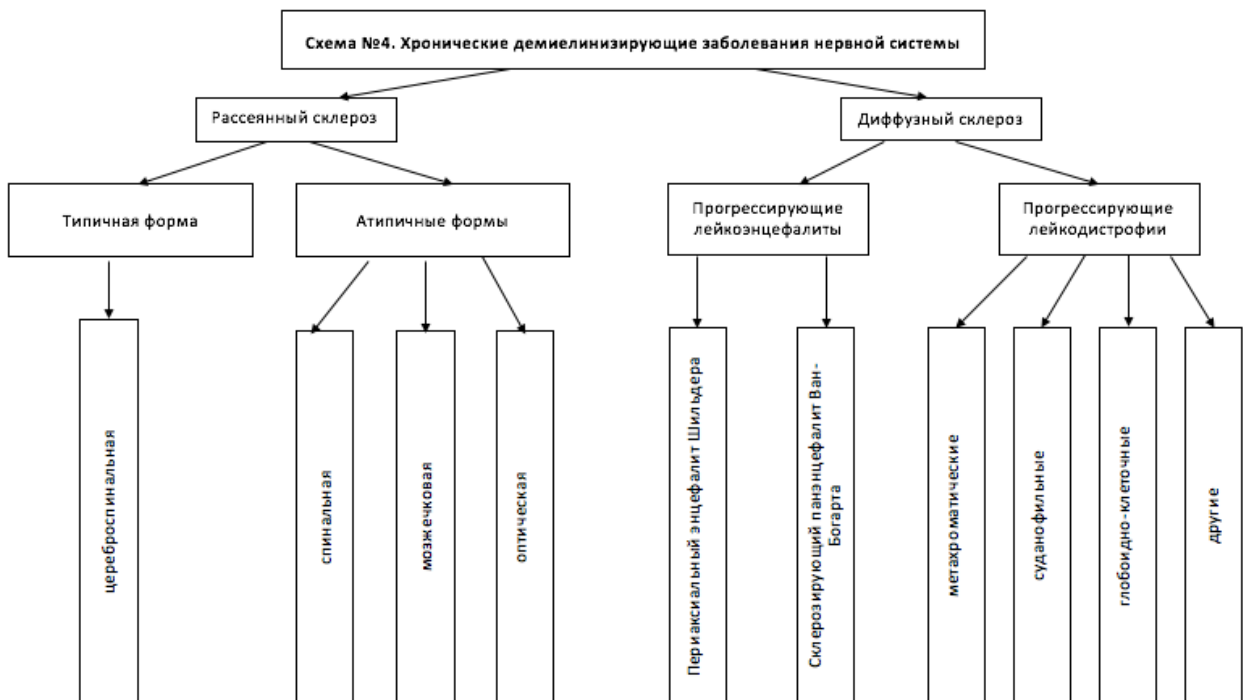 Схема №4. Хронические демиелинизирующие заболевания нервной системы
Рассеянный склероз
Диффузный склероз
Типичная форма
Атипичные формы
Прогрессирующие
лейкоэнцефалиты
Прогрессирующие
лейкодистрофии
цереброспинальная
спинальная
мозжечковая
оптическая
Периаксиальный энцефалит Шильдера
Склерозирующий панэнцефалит Ван-
Богарта
метахроматические
суданофильные
глобоидно-клеточные
другие